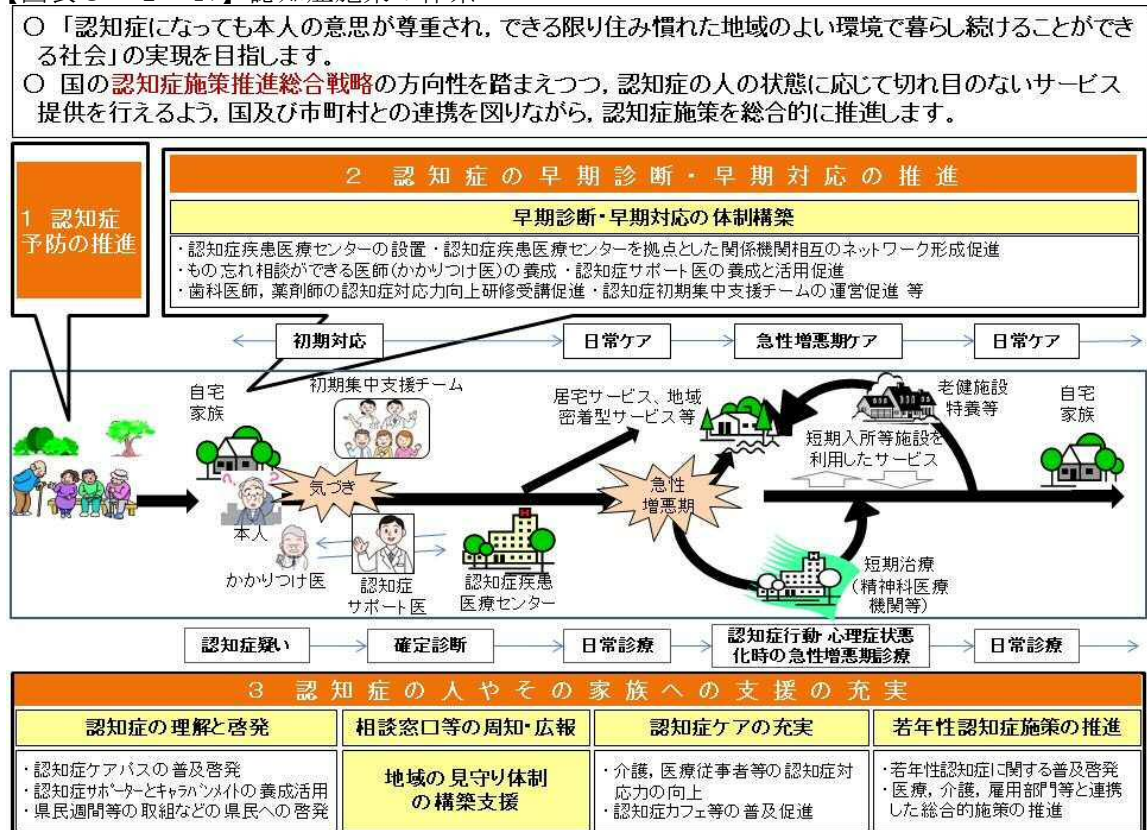 ○ 「認知症になっても本人の意思が尊重され,できる限り住み慣れた地域のよい環境で暮らし続けることができ
る社会」の実現を目指します。
○ 国の認知症施策推進総合戦略の方向性を踏まえつつ,認知症の人の状態に応じて切れ目のないサービス
提供を行えるよう,国及び市町村との連携を図りながら,認知症施策を総合的に推進します。
1 認知症
予防の推進
2 認知症の早期診断・早期対応の推進
早期診断・早期対応の体制構築
・認知症疾患医療センターの設置 ・認知症疾患医療センターを拠点とした関係機関相互のネットワーク形成促進
・もの忘れ相談ができる医師(かかりつけ医)の養成 ・認知症サポート医の養成と活用促進
・歯科医師,薬剤師の認知症対応力向上研修受講促進 ・認知症初期集中支援チームの運営促進 等
初期対応
日常ケア
急性増悪期ケア
日常ケア
自宅
家族
初期集中支援チーム
居宅サービス、地域
密着型サービス等
老健施設
特養等
自宅
家族
短期入所等施設を
利用したサービス
気づき
急性
増悪期
本人
かかりつけ医
認知症
サポート医
認知症疾患
医療センター
短期治療
(精神科医療
機関等)
認知症疑い
確定診断
日常診療
認知症行動・心理症状悪
化時の急性増悪期診療
日常診療
3 認知症の人やその家族への支援の充実
認知症の理解と啓発
・認知症ケアパスの普及啓発
・認知症サポーターとキャラバンメイトの養成活用
・県民週間等の取組などの県民への啓発
相談窓口等の周知・広報
地域の見守り体制
の構築支援
認知症ケアの充実
・介護,医療従事者等の認知症対
応力の向上
・認知症カフェ等の普及促進
若年性認知症施策の推進
・若年性認知症に関する普及啓発
・医療,介護,雇用部門等と連携
した総合的施策の推進